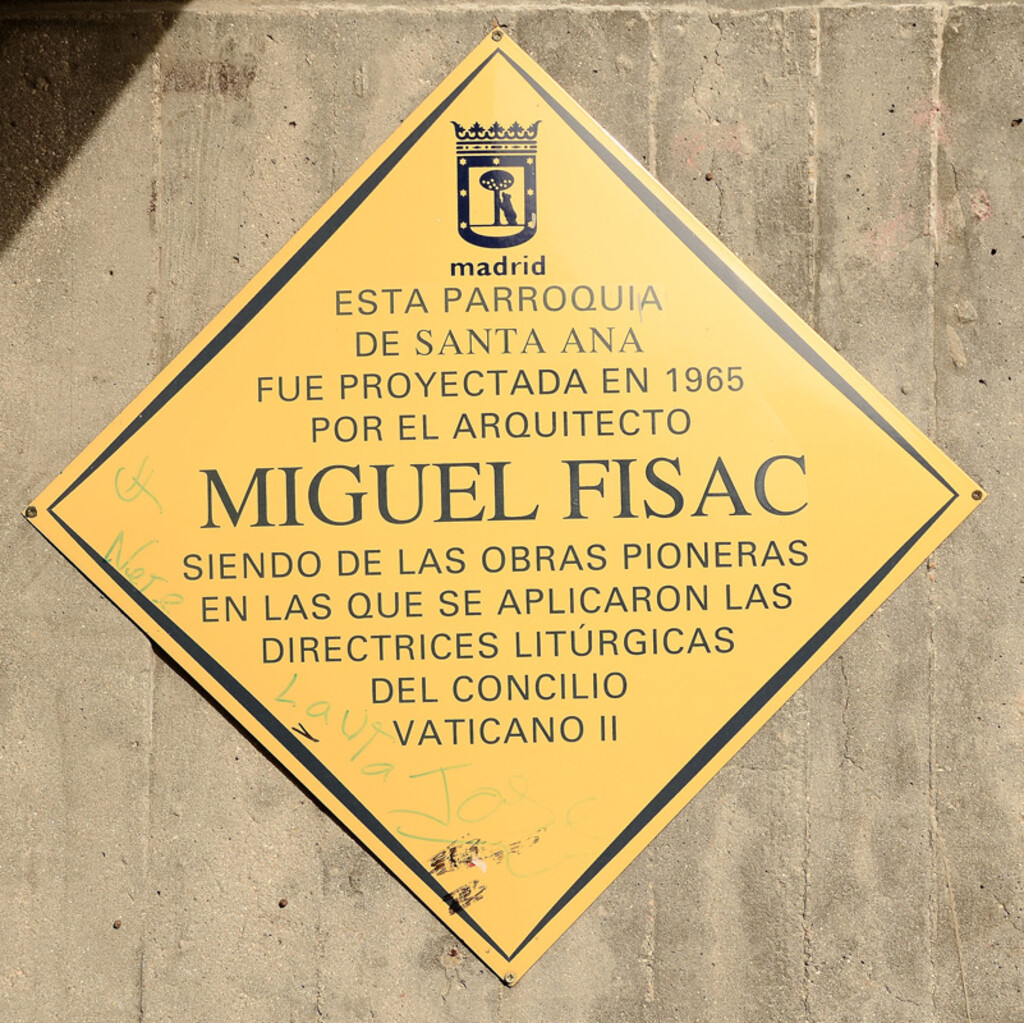 madrid
ESTA PARROQUIA
DE SANTA ANA
FUE PROYECTADA EN 1965
POR EL ARQUITECTO
MIGUEL FISAC
SIENDO DE LAS OBRAS PIONERAS
EN LAS QUE SE APLICARON LAS
DIRECTRICES LITÚRGICAS
DEL CONCILIO
VATICANO II
Laura